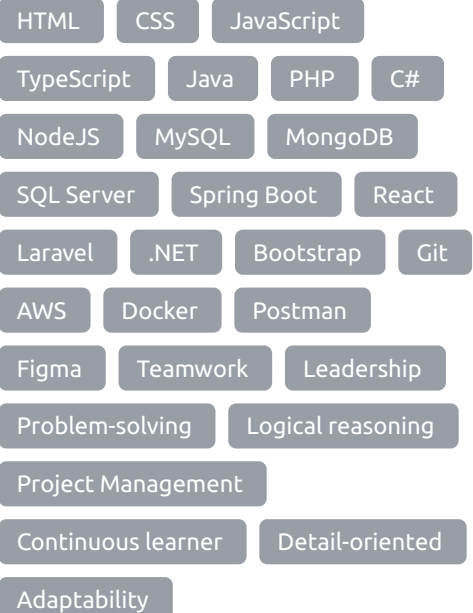 HTML CSS JavaScript
TypeScript Java PHP C#
NodeJS MySQL MongoDB
SQL Server Spring Boot React
Laravel .NET Bootstrap Git
AWS Docker Postman
Figma Teamwork Leadership
Problem-solving Logical reasoning
Project Management
Continuous learner Detail-oriented
Adaptability